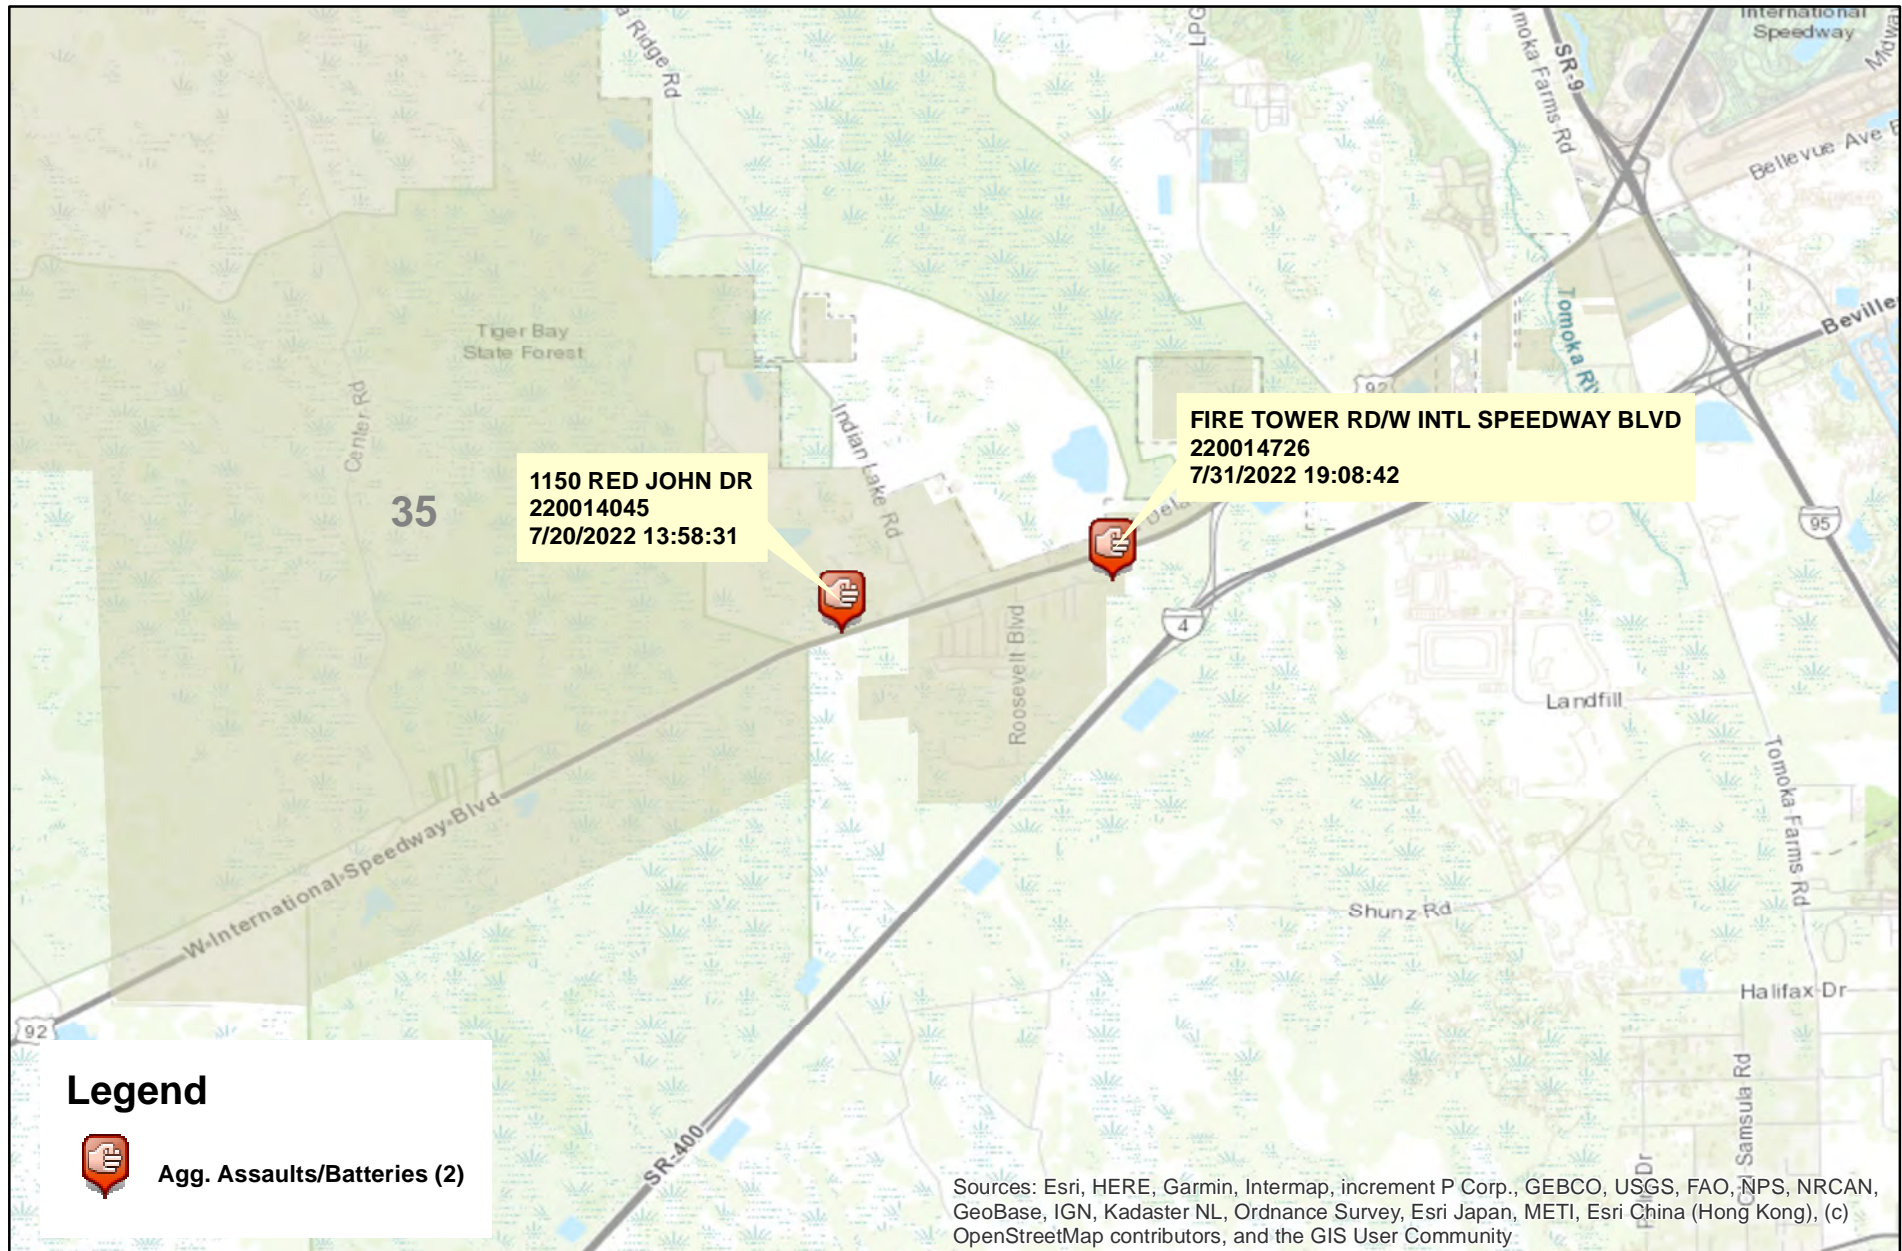 a Ridge Rd
LPG
moka Farms Rd
SR-9
International
Speedway
Midwa
Bellevue Ave
Tiger Bay
State Forest
Center Rd
Indian Lake Rd
Tomoka
Beville
92
FIRE TOWER RD/W INTL SPEEDWAY BLVD
220014726
7/31/2022 19:08:42
1150 RED JOHN DR
220014045
7/20/2022 13:58:31
35
Dela
95
4
Roosevelt Blvd
Landfill
Tomoka Farms Rd
W International Speedway Blvd
Shunz Rd
Halifax Dr
92
Legend
Agg. Assaults/Batteries (2)
SR-400
Samsula Rd
Dr
Sources: Esri, HERE, Garmin, Intermap, increment P Corp., GEBCO, USGS, FAO, NPS, NRCAN,
GeoBase, IGN, Kadaster NL, Ordnance Survey, Esri Japan, METI, Esri China (Hong Kong), (c)
OpenStreetMap contributors, and the GIS User Community